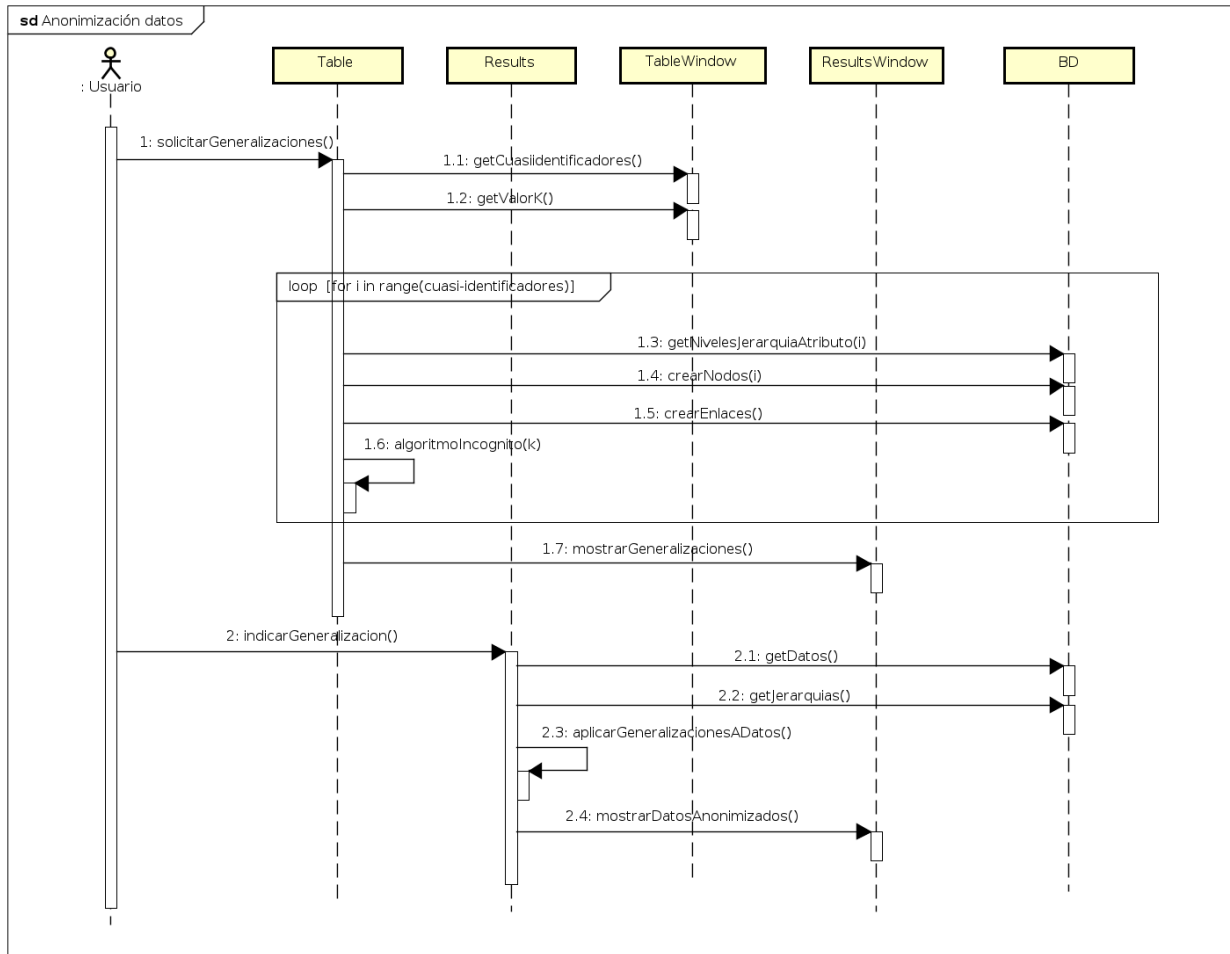 sd Anonimización datos
: Usuario
Table
Results
TableWindow
ResultsWindow
BD
1: solicitarGeneralizaciones()
1.1: getCuasiidentificadores()
1.2: getValorK()
loop [for i in range(cuasi-identificadores)]
1.3: getNivelesJerarquiaAtributo(i)
1.4: crearNodos(i)
1.5: crearEnlaces()
1.6: algoritmoIncognito(k)
1.7: mostrarGeneralizaciones()
2: indicarGeneralizacion()
2.1: getDatos()
2.2: getJerarquias()
2.3: aplicarGeneralizacionesADatos()
2.4: mostrarDatosAnonimizados()